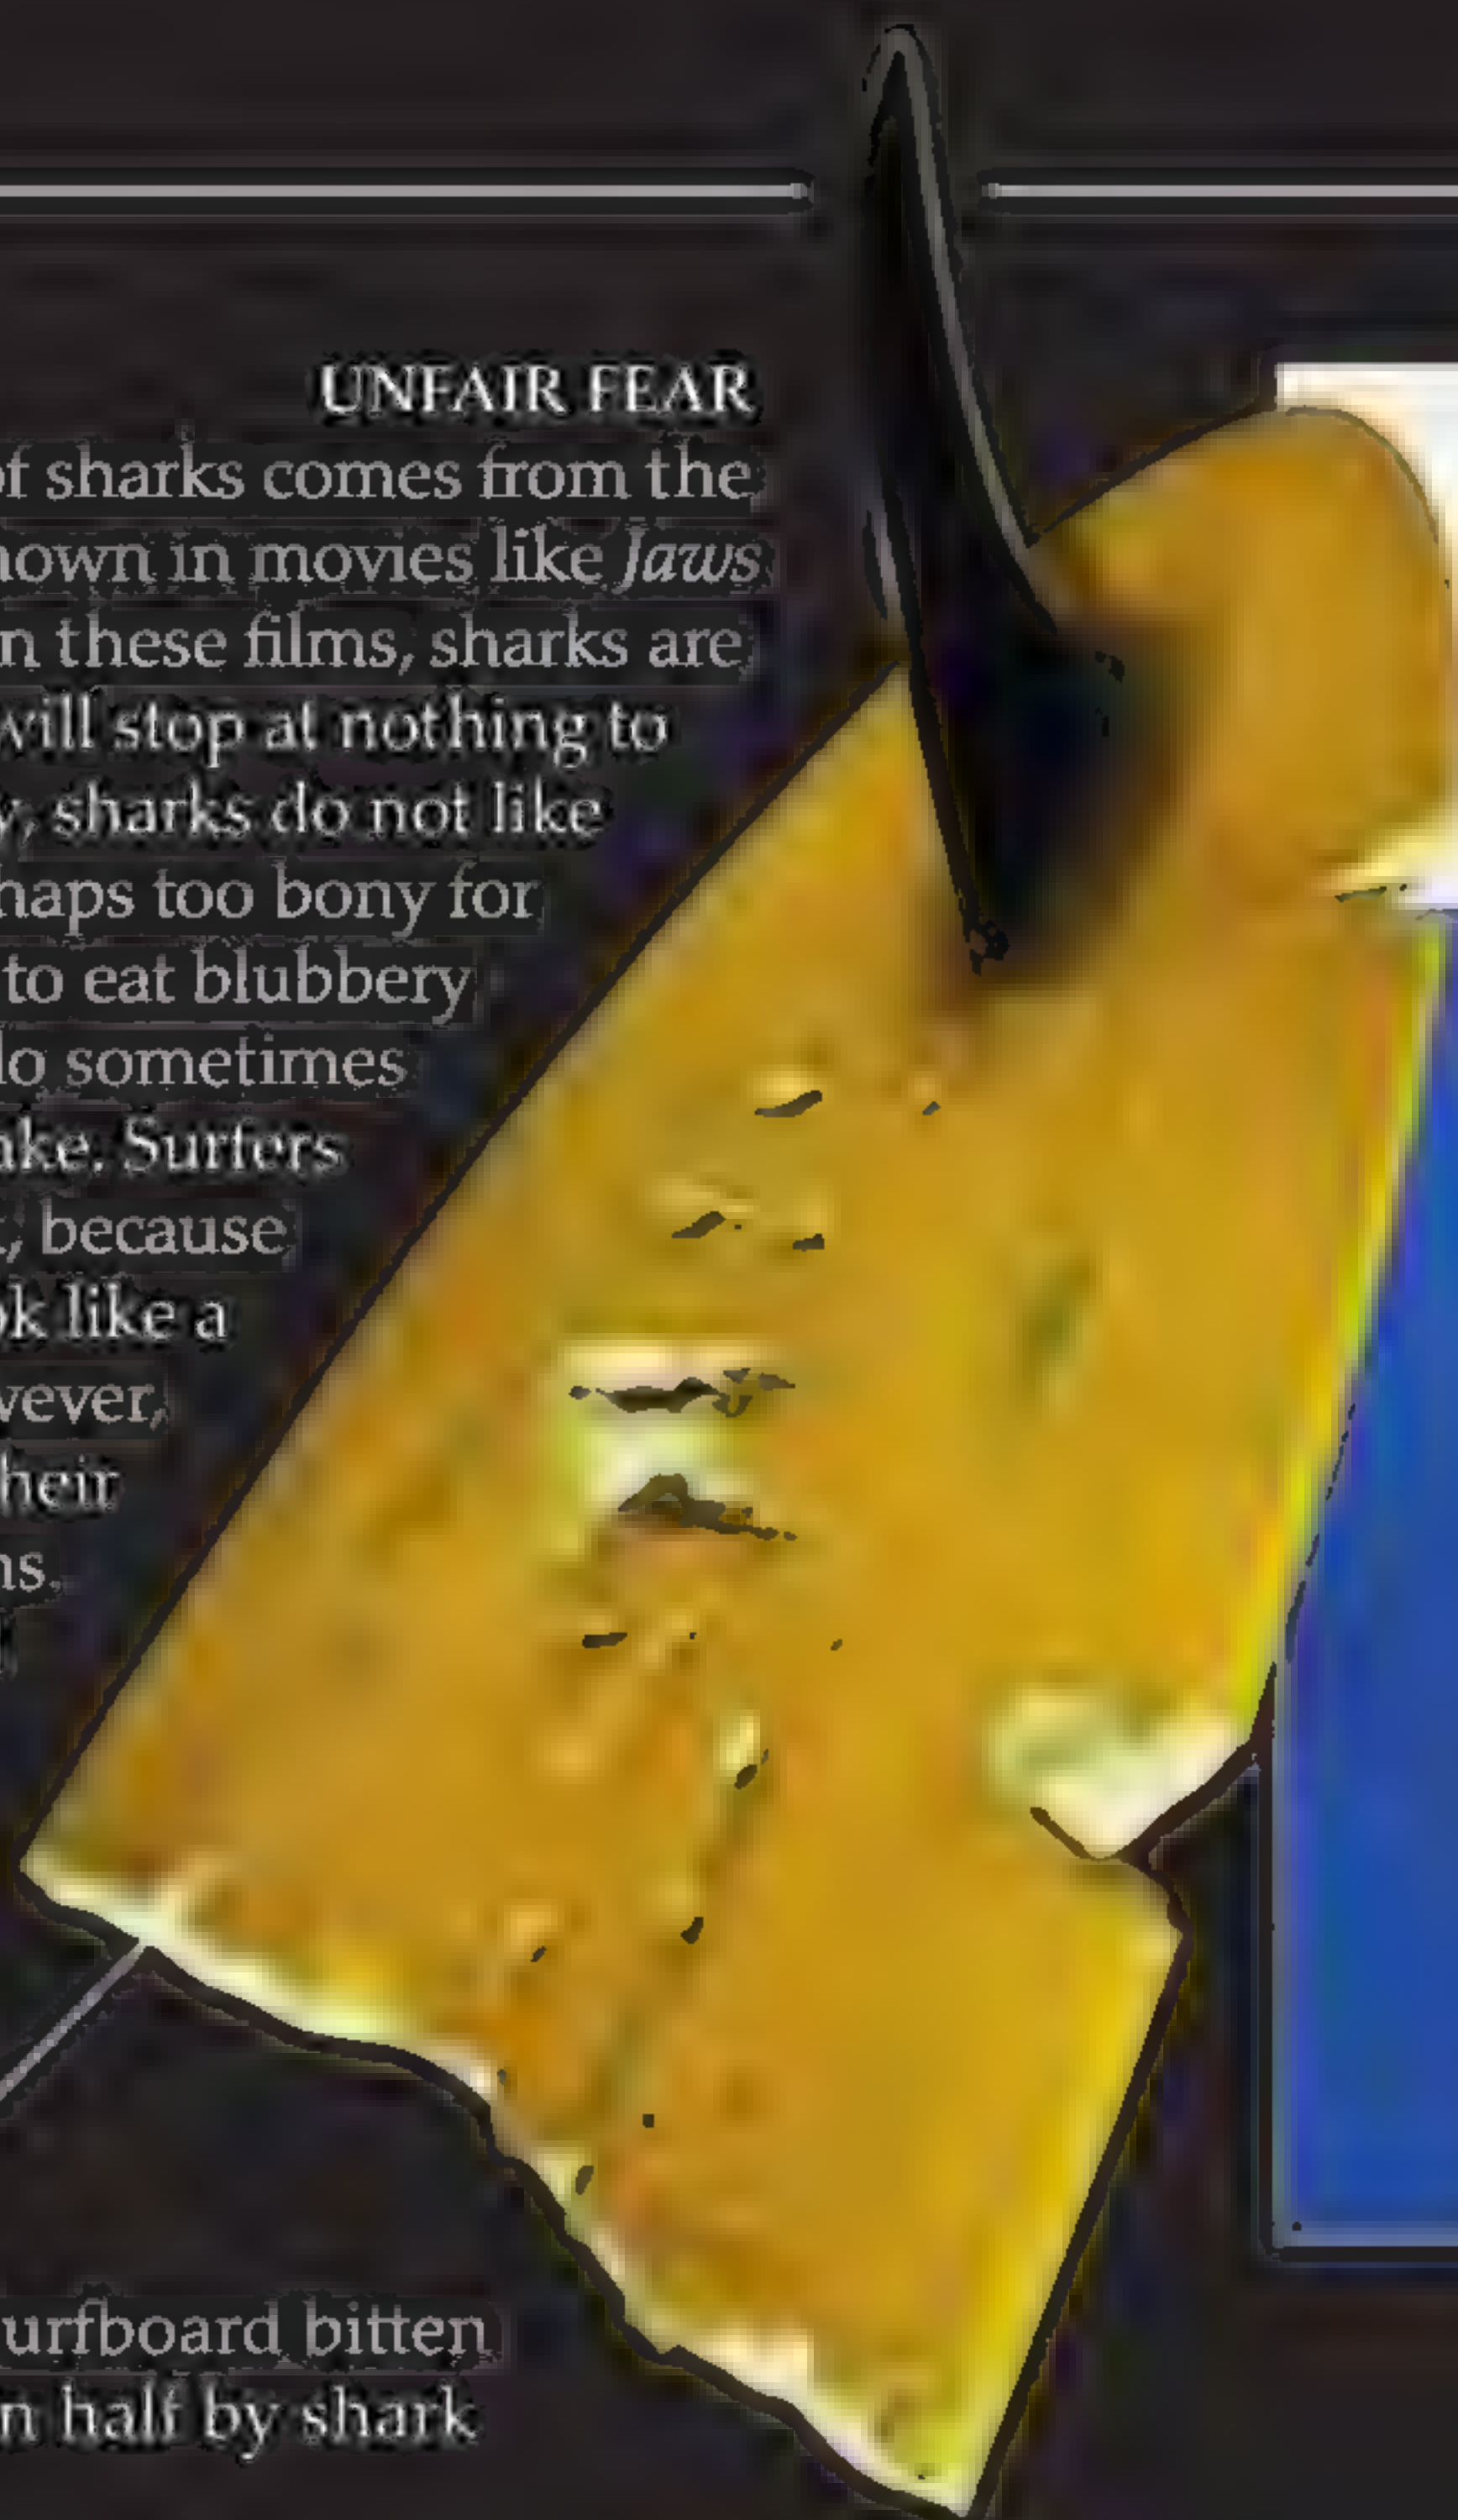 UNFAIR FEAR
of sharks comes from the
hown in movies like Jaws
n these films, sharks are
will stop at nothing to
y, sharks do not like
haps too bony for
to eat blubbery
do sometimes
ake. Surfers
, because
ok like a
wever,
heir
ns.
urfboard bitten
n half by shark